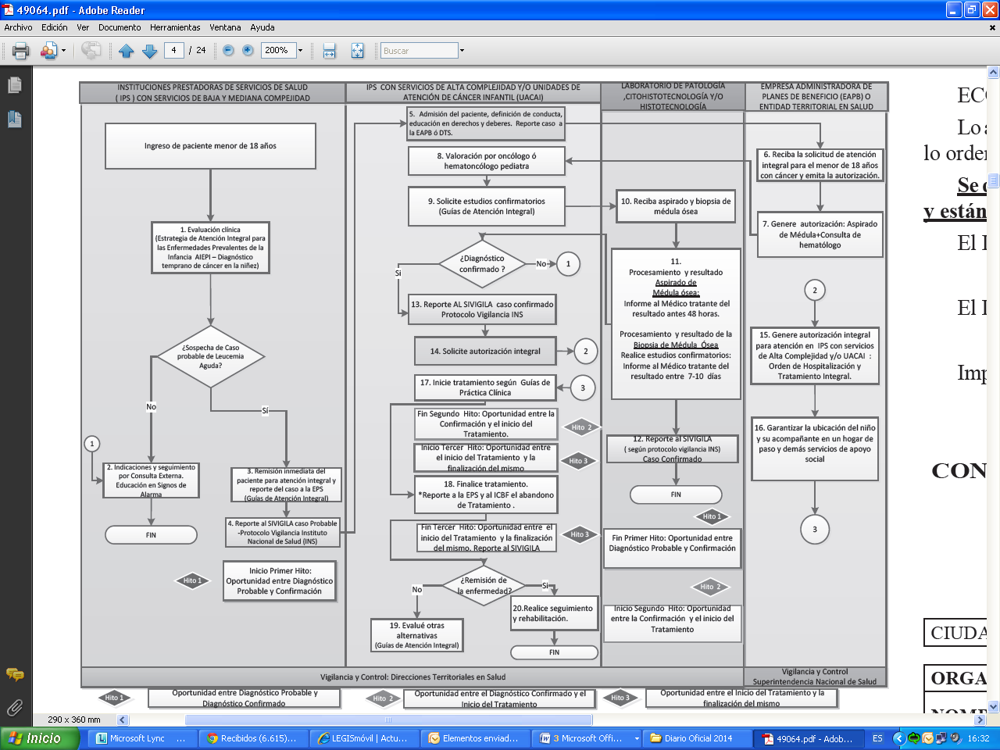 49064.pdf - Adobe Reader
Archivo Edición Ver Documento Herramientas Ventana Ayuda
4 / 24 200% Buscar
INSTITUCIONES PRESTADORAS DE SERVICIOS DE SALUD
( IPS ) CON SERVICIOS DE BAJA Y MEDIANA COMPEJIDAD
Ingreso de paciente menor de 18 años
1. Evaluación clínica
(Estrategia de Atención Integral para
las Enfermedades Prevalentes de la
Infancia AIEPI – Diagnóstico
temprano de cáncer en la niñez)
¿Sospecha de Caso
probable de Leucemia
Aguda?
No
Sí
1
2. Indicaciones y seguimiento
por Consulta Externa.
Educación en Signos de
Alarma
FIN
3. Remisión inmediata del
paciente para atención integral y
reporte del caso a la EPS
(Guías de Atención Integral)
4. Reporte al SIVIGILA caso Probable
-Protocolo Vigilancia Instituto
Nacional de Salud (INS)
Hito 1
Inicio Primer Hito:
Oportunidad entre Diagnóstico
Probable y Confirmación
IPS CON SERVICIOS DE ALTA COMPLEJIDAD Y/O UNIDADES DE
ATENCIÓN DE CÁNCER INFANTIL (UACAI)
5. Admisión del paciente, definición de conducta,
educación en derechos y deberes. Reporte caso a
la EAPB ó DTS.
8. Valoración por oncólogo ó
hematoncólogo pediatra
9. Solicite estudios confirmatorios
(Guías de Atención Integral)
¿Diagnóstico
confirmado ?
No
1
Si
13. Reporte AL SIVIGILA caso confirmado
Protocolo Vigilancia INS
14. Solicite autorización integral
2
17. Inicie tratamiento según Guías de
Práctica Clínica
3
Fin Segundo Hito: Oportunidad entre la
Confirmación y el inicio del
Tratamiento.
Hito 2
Inicio Tercer Hito: Oportunidad entre
el inicio del Tratamiento y la
finalización del mismo
Hito 3
18. Finalice tratamiento.
*Reporte a la EPS y al ICBF el abandono
de Tratamiento .
Fin Tercer Hito: Oportunidad entre el
inicio del Tratamiento y la finalización
del mismo. Reporte al SIVIGILA
Hito 3
¿Remisión de
la enfermedad?
No
Si
19. Evalué otras
alternativas
(Guías de Atención Integral)
20.Realice seguimiento
y rehabilitación.
FIN
LABORATORIO DE PATOLOGÍA
,CITOHISTOTECNOLOGÍA Y/O
HISTOTECNOLOGÍA
10. Reciba aspirado y biopsia de
médula ósea
11.
Procesamiento y resultado
Aspirado de
Médula ósea:
Informe al Médico tratante del
resultado antes 48 horas.
Procesamiento y resultado de la
Biopsia de Médula Ósea
Realice estudios confirmatorios:
Informe al Médico tratante del
resultado entre 7-10 días
12. Reporte al SIVIGILA
( según protocolo vigilancia INS)
Caso Confirmado
FIN
Hito 1
Fin Primer Hito: Oportunidad entre
Diagnóstico Probable y Confirmación
Hito 2
Inicio Segundo Hito: Oportunidad
entre la Confirmación y el inicio del
Tratamiento
EMPRESA ADMINISTRADORA DE
PLANES DE BENEFICIO (EAPB) O
ENTIDAD TERRITORIAL EN SALUD
6. Reciba la solicitud de atención
integral para el menor de 18 años
con cáncer y emita la autorización.
7. Genere autorización: Aspirado
de Médula+Consulta de
hematólogo
2
15. Genere autorización integral
para atención en IPS con servicios
de Alta Complejidad y/o UACAI :
Orden de Hospitalización y
Tratamiento Integral.
16. Garantizar la ubicación del niño
y su acompañante en un hogar de
paso y demás servicios de apoyo
social
3
Vigilancia y Control: Direcciones Territoriales en Salud
Vigilancia y Control
Superintendencia Nacional de Salud
Hito 1
Oportunidad entre Diagnóstico Probable y
Diagnóstico Confirmado
Hito 2
Oportunidad entre el Diagnóstico Confirmado y el
Inicio del Tratamiento
Hito 3
Oportunidad entre el Inicio del Tratamiento y la
finalización del mismo
Lo a
lo orde
Se
y están
El
El
Imp
CON
CIUDA
ORGA
290 x 360 mm
Inicio Microsoft Lync ... Recibidos (6.615)... LEGISmóvil | Actu... Elementos enviad... 3 Microsoft Offi... Diario Oficial 2014 49064.pdf - Adob... ES 16:32